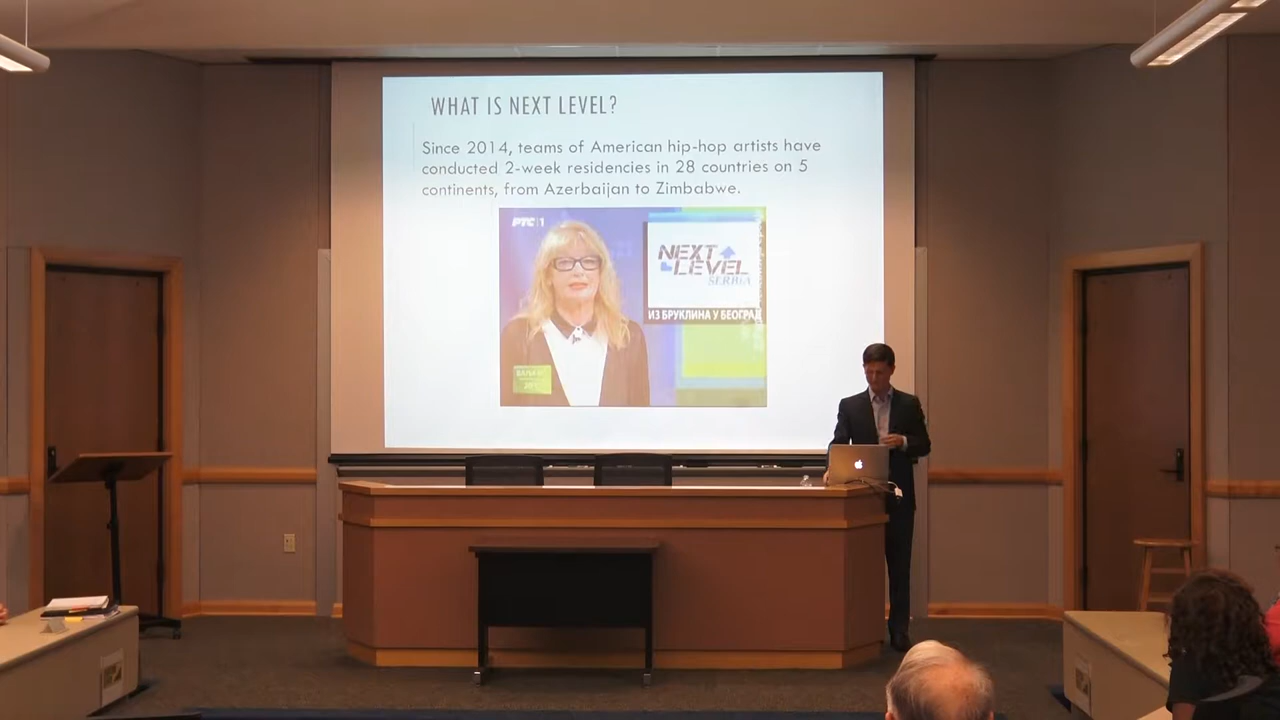 WHAT IS NEXT LEVEL?
Since 2014, teams of American hip-hop artists have
conducted 2-week residencies in 28 countries on 5
continents, from Azerbaijan to Zimbabwe.
РТС 1
NEXT
LEVEL
SERBIA
ИЗ БРУКЛИНА У БЕОГРАД